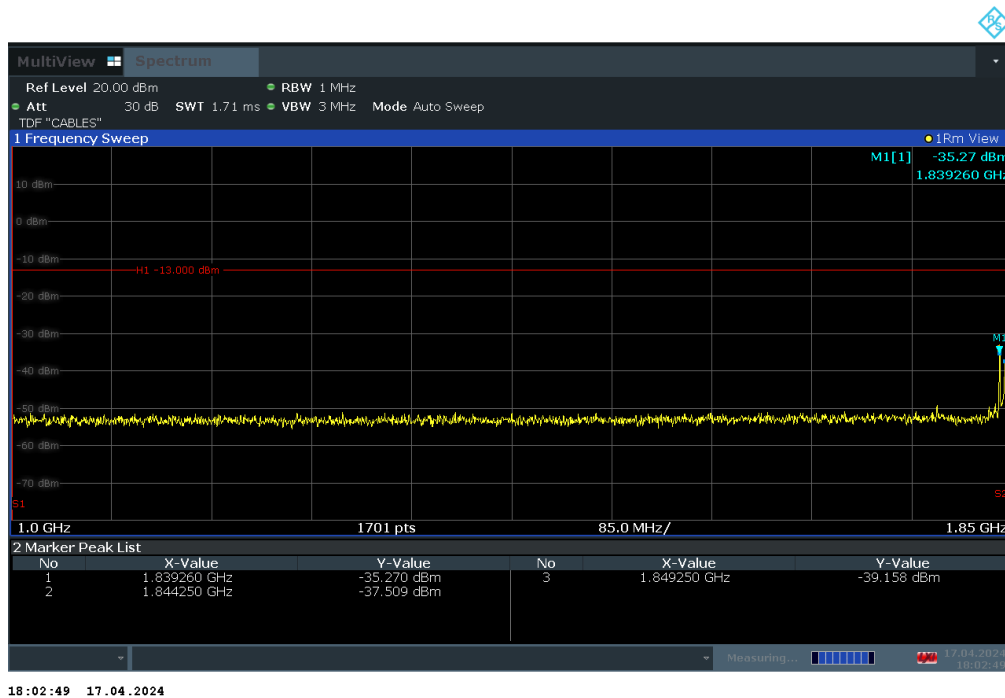 R&S
MultiView Spectrum
Ref Level 20.00 dBm RBW 1 MHz
Att 30 dB SWT 1.71 ms VBW 3 MHz Mode Auto Sweep
TDF "CABLES"
1 Frequency Sweep 1Rm View
M1[1] -35.27 dBm
1.839260 GHz
10 dBm
0 dBm
-10 dBm
H1 -13.000 dBm
-20 dBm
-30 dBm
M1
-40 dBm
-50 dBm
-60 dBm
-70 dBm
S1 S2
1.0 GHz 1701 pts 85.0 MHz/ 1.85 GHz
2 Marker Peak List
No X-Value Y-Value No X-Value Y-Value
1 1.839260 GHz -35.270 dBm 3 1.849250 GHz -39.158 dBm
2 1.844250 GHz -37.509 dBm
Measuring... 17.04.2024
18:02:49
18:02:49 17.04.2024